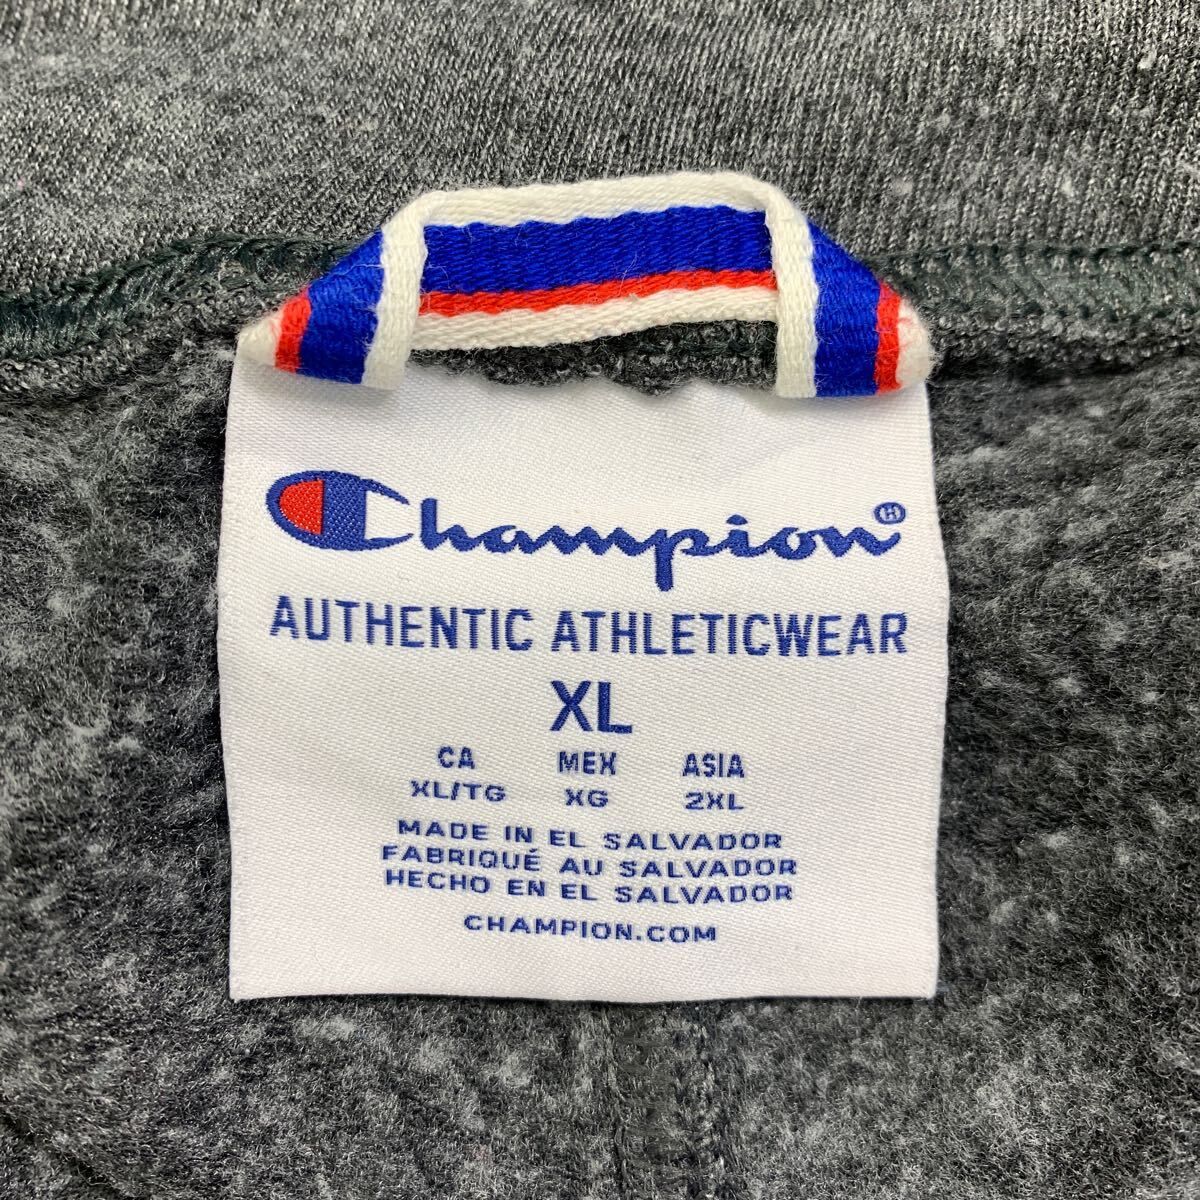 Champion®
AUTHENTIC ATHLETICWEAR
XL
CA MEX ASIA
XL/TG XG 2XL
MADE IN EL SALVADOR
FABRIQUÉ AU SALVADOR
HECHO EN EL SALVADOR
CHAMPION.COM